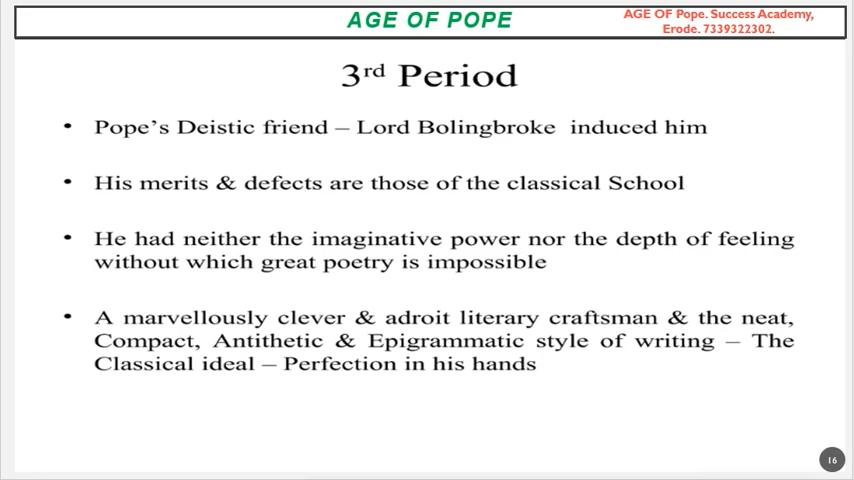 AGE OF POPE
AGE OF Pope. Success Academy,
Erode. 7339322302.
3rd Period
• Pope's Deistic friend – Lord Bolingbroke induced him
• His merits & defects are those of the classical School
• He had neither the imaginative power nor the depth of feeling
without which great poetry is impossible
• A marvellously clever & adroit literary craftsman & the neat,
Compact, Antithetic & Epigrammatic style of writing – The
Classical ideal – Perfection in his hands
16